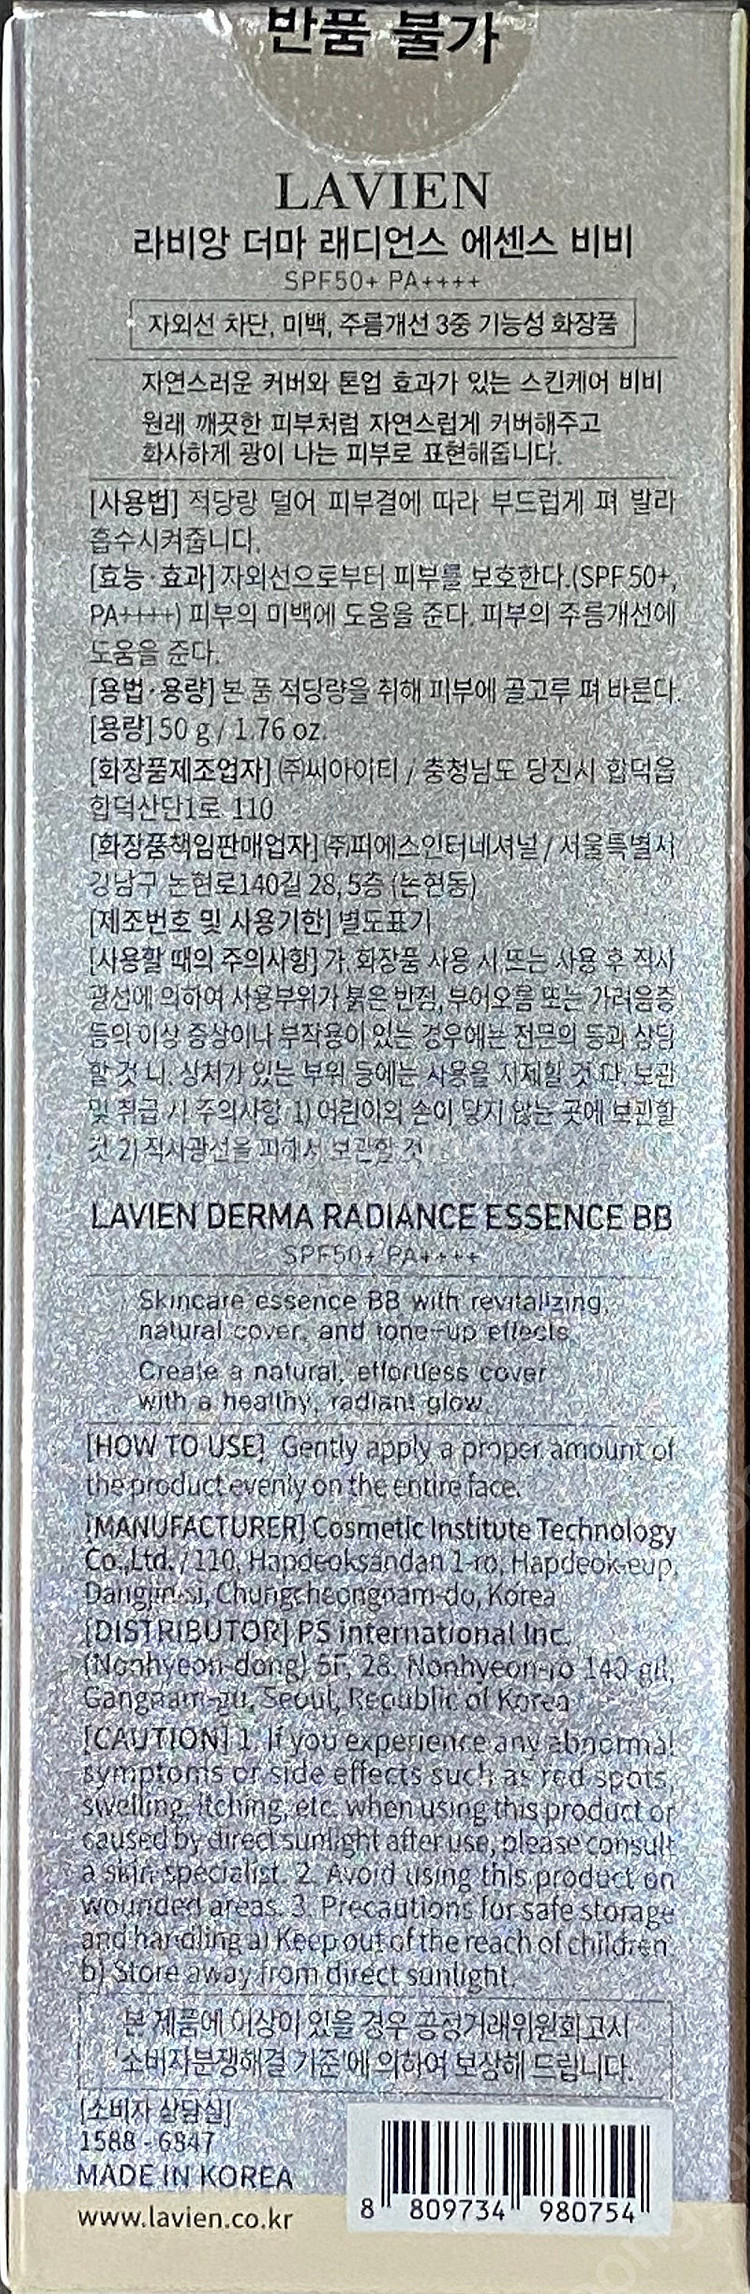 반품 불가
LAVIEN
라비앙 더마 래디언스 에센스 비비
SPF50+ PA++++
자외선 차단, 미백, 주름개선 3중 기능성 화장품
자연스러운 커버와 톤업 효과가 있는 스킨케어 비비
원래 깨끗한 피부처럼 자연스럽게 커버해주고
화사하게 광이 나는 피부로 표현해줍니다.
[사용법] 적당량 덜어 피부결에 따라 부드럽게 펴 발라
흡수시켜줍니다.
[효능·효과] 자외선으로부터 피부를 보호한다.(SPF50+,
PA++++) 피부의 미백에 도움을 준다. 피부의 주름개선에
도움을 준다.
[용법·용량] 본 품 적당량을 취해 피부에 골고루 펴 바른다.
[용량] 50 g / 1.76 oz.
[화장품제조업자] ㈜씨아이티 / 충청남도 당진시 합덕읍
합덕산단1로 110
[화장품책임판매업자] ㈜피에스인터내셔널 / 서울특별시
강남구 논현로140길 28, 5층 (논현동)
[제조번호 및 사용기한] 별도표기
[사용할 때의 주의사항] 가. 화장품 사용 시 또는 사용 후 직사
광선에 의하여 사용부위가 붉은 반점, 부어오름 또는 가려움증
등의 이상 증상이나 부작용이 있는 경우에는 전문의 등과 상담
할 것 나. 상처가 있는 부위 등에는 사용을 자제할 것 다. 보관
및 취급 시 주의사항 1) 어린이의 손이 닿지 않는 곳에 보관할
것 2) 직사광선을 피해서 보관할 것
LAVIEN DERMA RADIANCE ESSENCE BB
SPF50+ PA++++
Skincare essence BB with revitalizing,
natural cover, and tone-up effects.
Create a natural, effortless cover
with a healthy, radiant glow.
[HOW TO USE] Gently apply a proper amount of
the product evenly on the entire face.
[MANUFACTURER] Cosmetic Institute Technology
Co.,Ltd. / 110, Hapdeoksandan 1-ro, Hapdeok-eup,
Dangjin-si, Chungcheongnam-do, Korea
[DISTRIBUTOR] PS international Inc.
(Nonhyeon-dong) 5F, 28, Nonhyeon-ro 140-gil,
Gangnam-gu, Seoul, Republic of Korea
[CAUTION] 1. If you experience any abnormal
symptoms or side effects such as red spots,
swelling, itching, etc. when using this product or
caused by direct sunlight after use, please consult
a skin specialist. 2. Avoid using this product on
wounded areas. 3. Precautions for safe storage
and handling a) Keep out of the reach of children.
b) Store away from direct sunlight.
본 제품에 이상이 있을 경우 공정거래위원회고시
'소비자분쟁해결 기준'에 의하여 보상해 드립니다.
[소비자 상담실]
1588 - 6847
MADE IN KOREA
www.lavien.co.kr
8 809734 980754